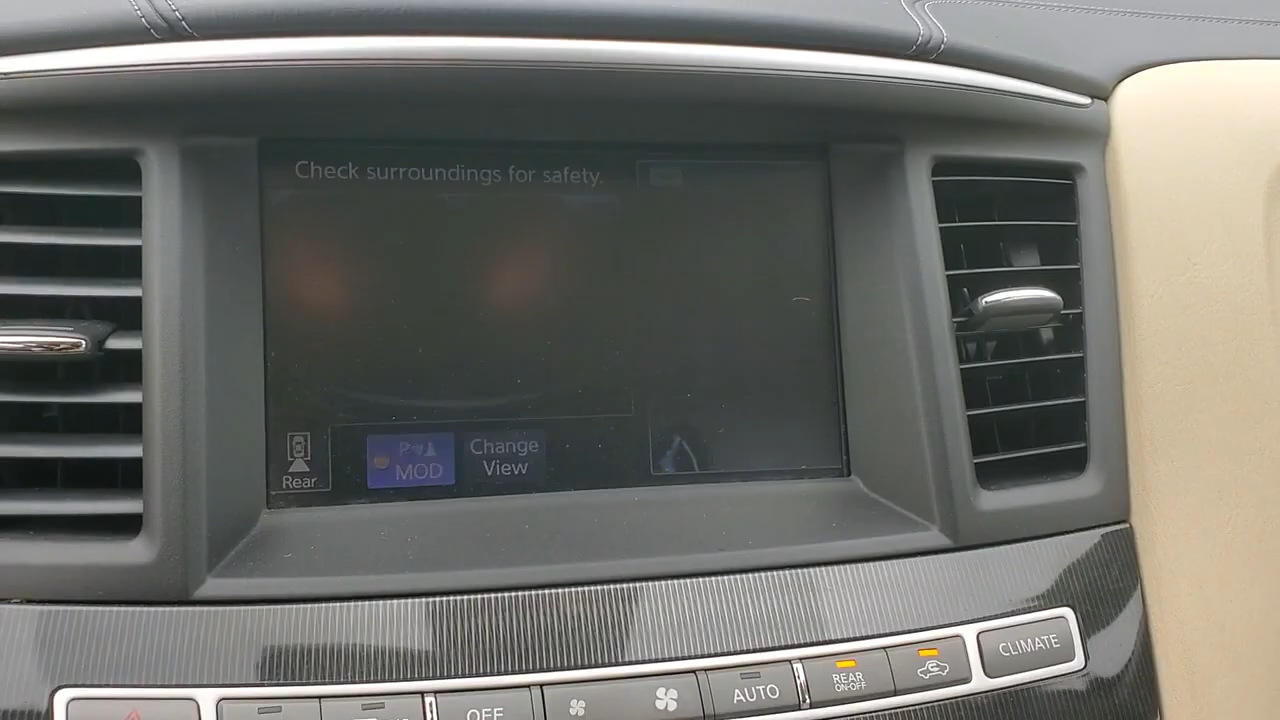 Check surroundings for safety.
Rear
MOD
Change
View
OFF
AUTO
REAR
ON·OFF
CLIMATE